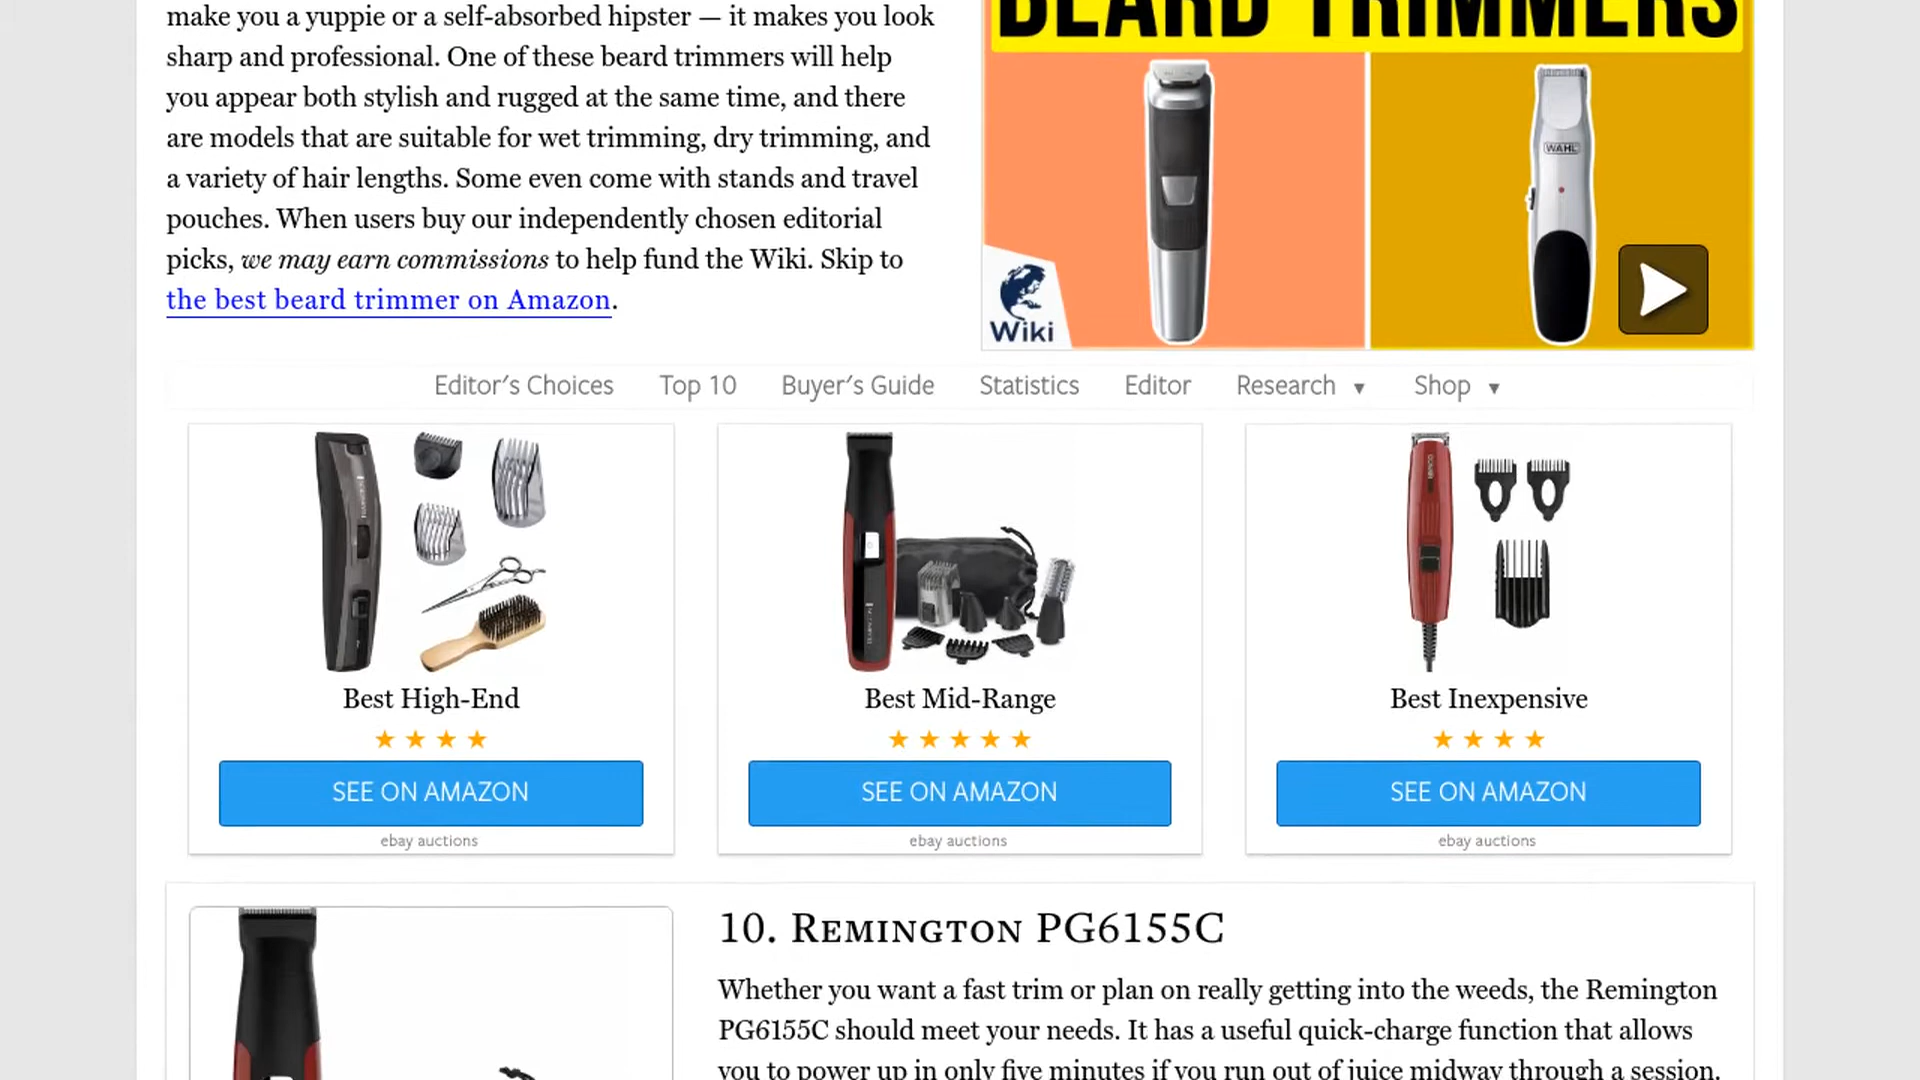 make you a yuppie or a self-absorbed hipster — it makes you look
sharp and professional. One of these beard trimmers will help
you appear both stylish and rugged at the same time, and there
are models that are suitable for wet trimming, dry trimming, and
a variety of hair lengths. Some even come with stands and travel
pouches. When users buy our independently chosen editorial
picks, we may earn commissions to help fund the Wiki. Skip to
the best beard trimmer on Amazon.
BEARD TRIMMERS
WAHL
Wiki
Editor's Choices Top 10 Buyer's Guide Statistics Editor Research ▼ Shop ▼
Best High-End
SEE ON AMAZON
ebay auctions
Best Mid-Range
SEE ON AMAZON
ebay auctions
Best Inexpensive
SEE ON AMAZON
ebay auctions
10. Remington PG6155C
Whether you want a fast trim or plan on really getting into the weeds, the Remington
PG6155C should meet your needs. It has a useful quick-charge function that allows
you to power up in only five minutes if you run out of juice midway through a session.